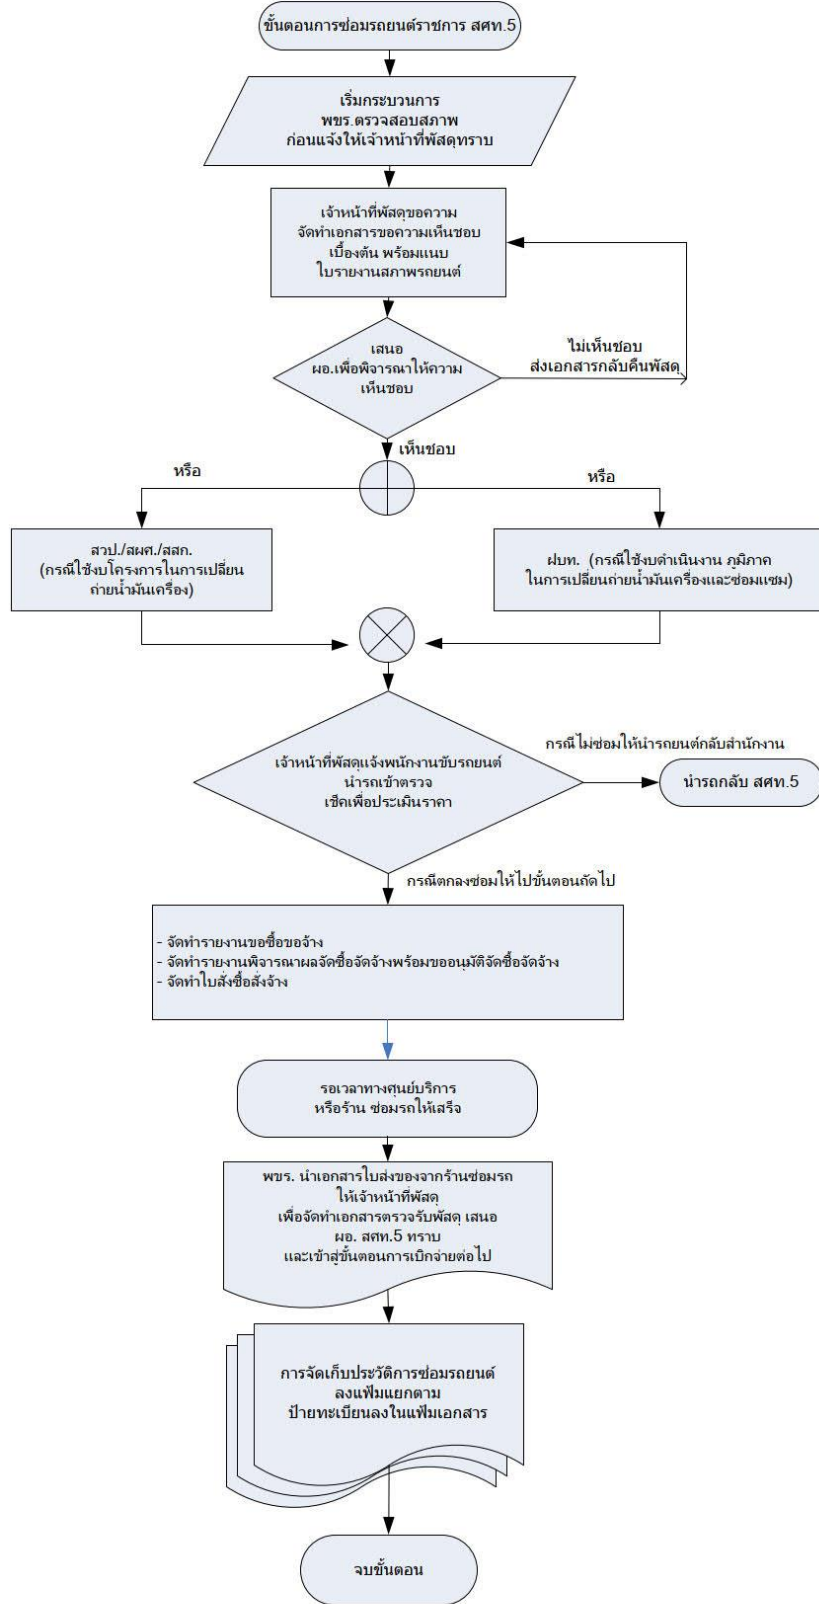 ขั้นตอนการซ่อมรถยนต์ราชการ สศท.5
เริ่มกระบวนการ
พขร.ตรวจสอบสภาพ
ก่อนแจ้งให้เจ้าหน้าที่พัสดุทราบ
เจ้าหน้าที่พัสดุขอความ
จัดทำเอกสารขอความเห็นชอบ
เบื้องต้น พร้อมแนบ
ใบรายงานสภาพรถยนต์
เสนอ
ผอ.เพื่อพิจารณาให้ความ
เห็นชอบ
ไม่เห็นชอบ
ส่งเอกสารกลับคืนพัสดุ
เห็นชอบ
หรือ
หรือ
สวป./สผศ./สสก.
(กรณีใช้งบโครงการในการเปลี่ยน
ถ่ายน้ำมันเครื่อง)
ฝบท. (กรณีใช้งบดำเนินงาน ภูมิภาค
ในการเปลี่ยนถ่ายน้ำมันเครื่องและซ่อมแซม)
เจ้าหน้าที่พัสดุแจ้งพนักงานขับรถยนต์
นำรถเข้าตรวจ
เช็คเพื่อประเมินราคา
กรณีไม่ซ่อมให้นำรถยนต์กลับสำนักงาน
นำรถกลับ สศท.5
กรณีตกลงซ่อมให้ไปขั้นตอนถัดไป
- จัดทำรายงานขอซื้อขอจ้าง
- จัดทำรายงานพิจารณาผลจัดซื้อจัดจ้างพร้อมขออนุมัติจัดซื้อจัดจ้าง
- จัดทำใบสั่งซื้อสั่งจ้าง
รอเวลาทางศูนย์บริการ
หรือร้าน ซ่อมรถให้เสร็จ
พขร. นำเอกสารใบส่งของจากร้านซ่อมรถ
ให้เจ้าหน้าที่พัสดุ
เพื่อจัดทำเอกสารตรวจรับพัสดุ เสนอ
ผอ. สศท.5 ทราบ
และเข้าสู่ขั้นตอนการเบิกจ่ายต่อไป
การจัดเก็บประวัติการซ่อมรถยนต์
ลงแฟ้มแยกตาม
ป้ายทะเบียนลงในแฟ้มเอกสาร
จบขั้นตอน